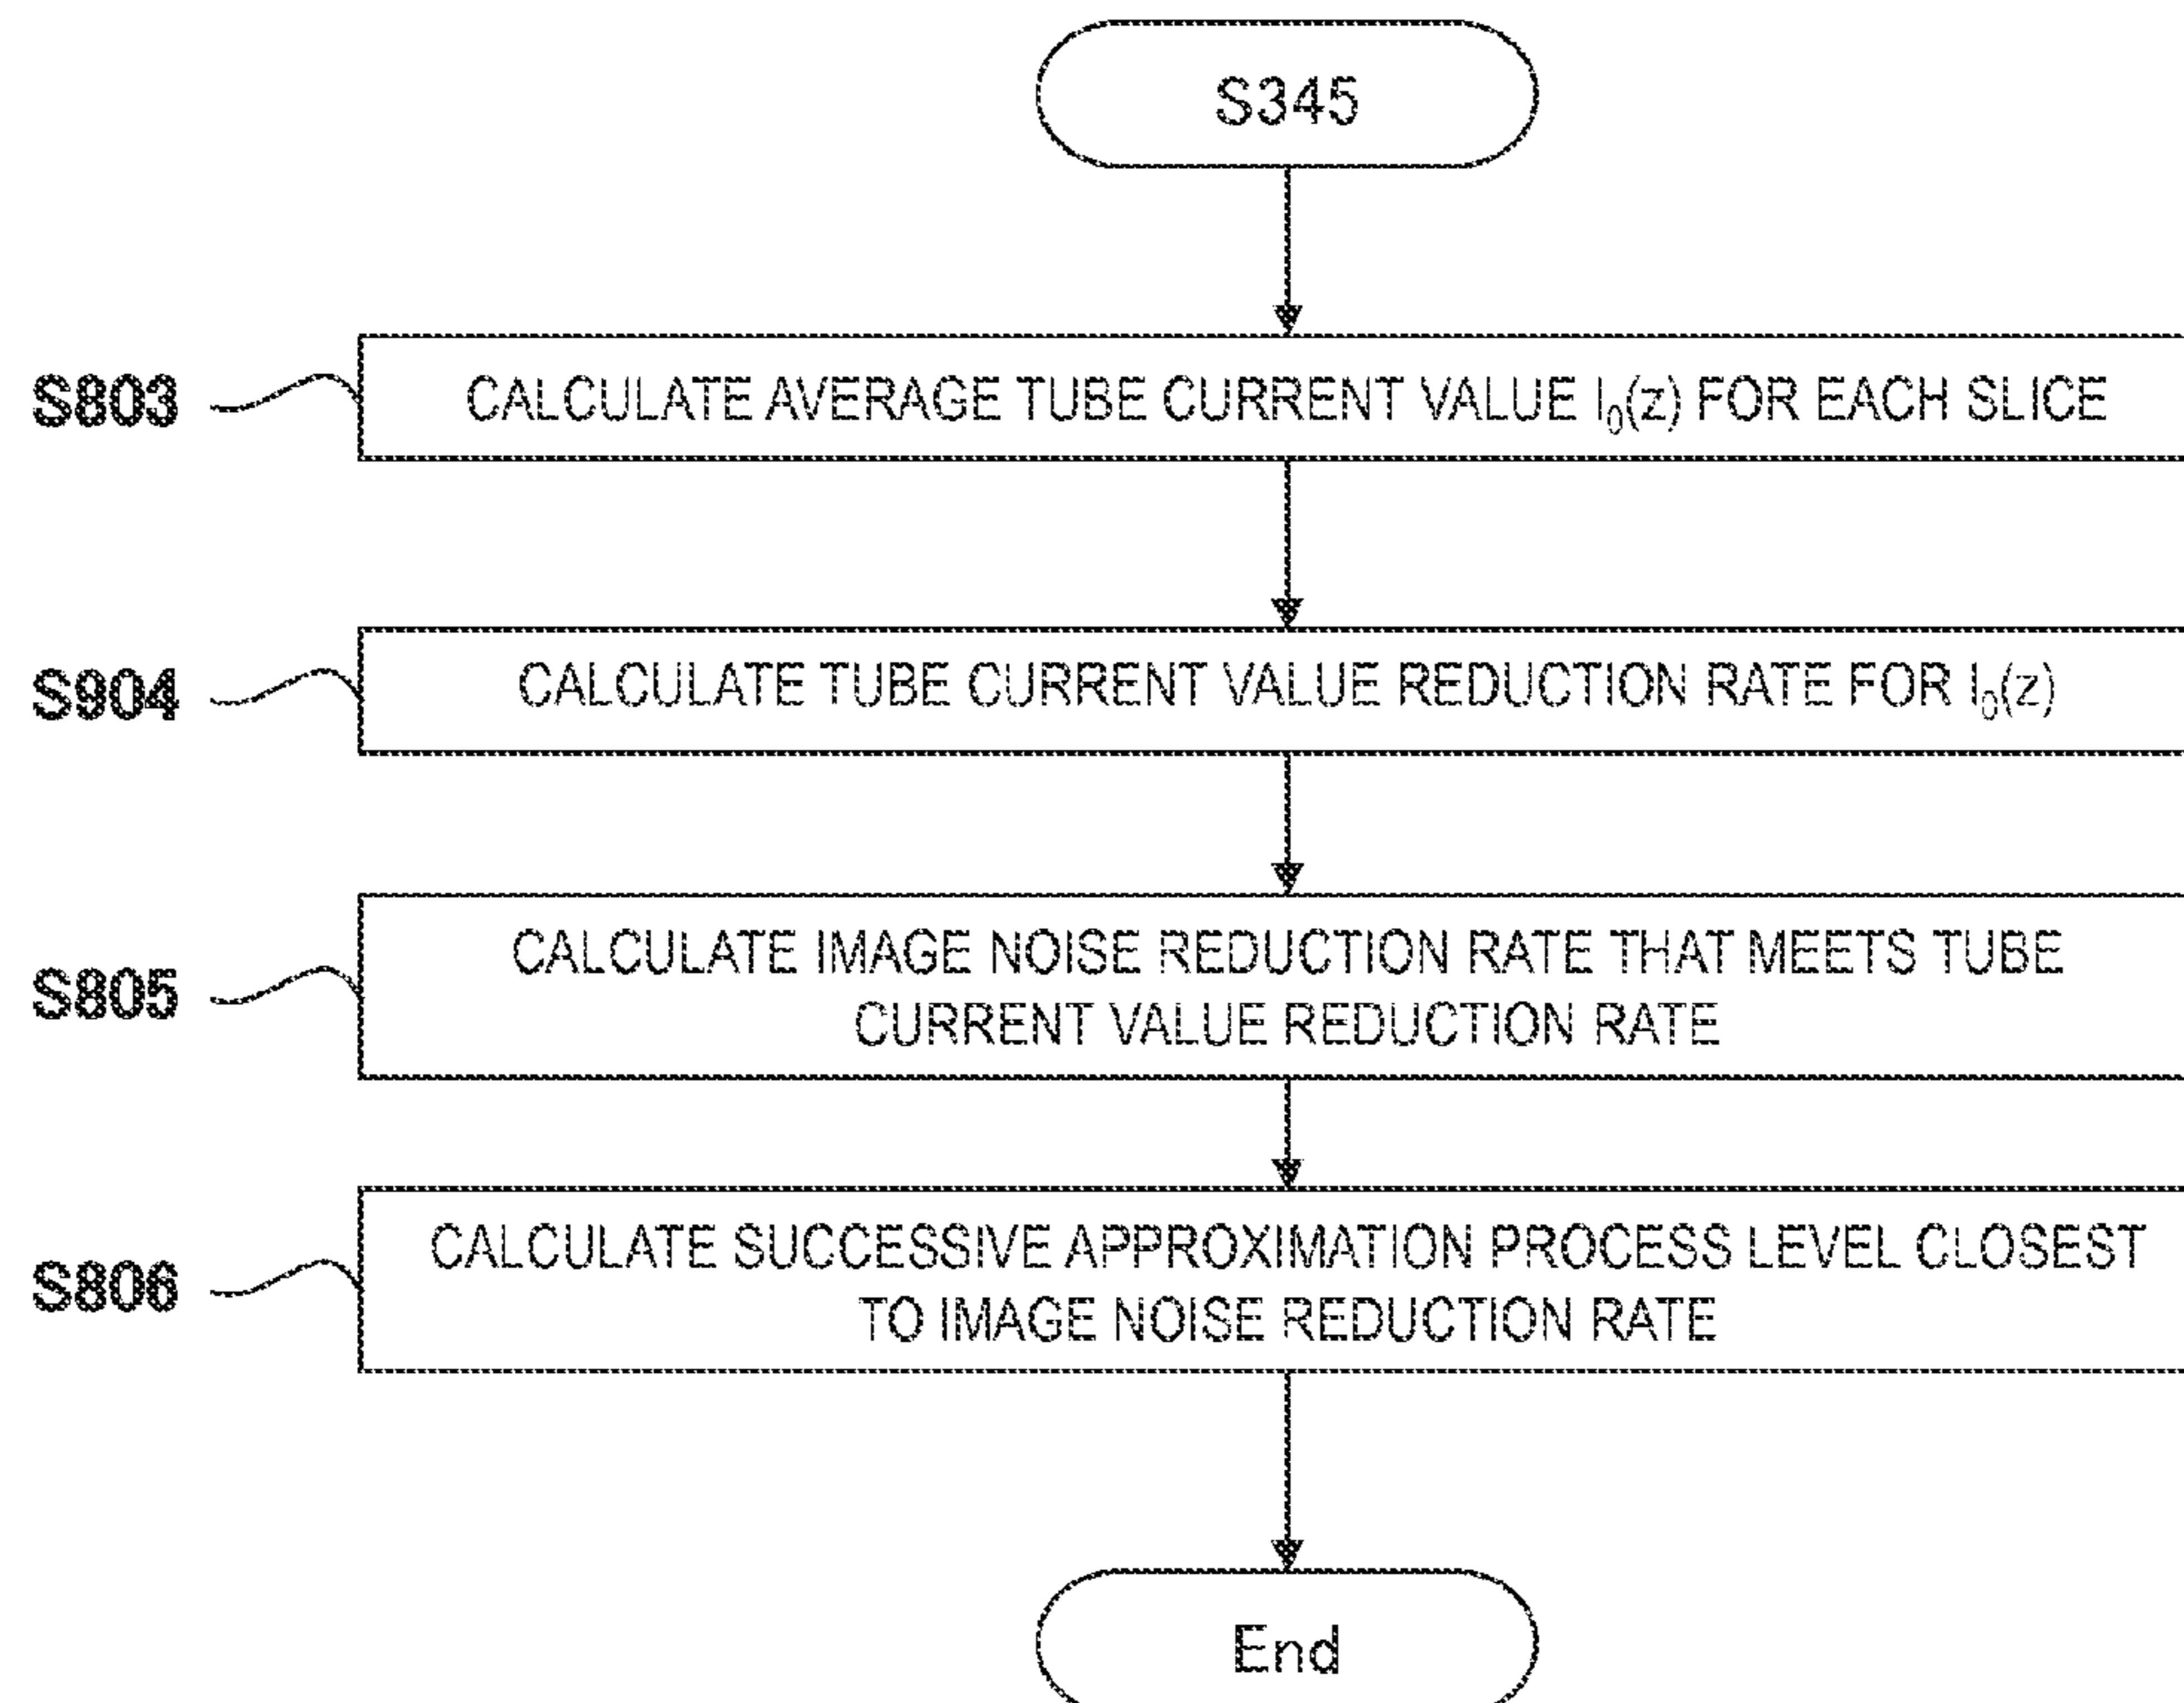 S345
S803
CALCULATE AVERAGE TUBE CURRENT VALUE I₀(z) FOR EACH SLICE
S904
CALCULATE TUBE CURRENT VALUE REDUCTION RATE FOR I₀(z)
S805
CALCULATE IMAGE NOISE REDUCTION RATE THAT MEETS TUBE
CURRENT VALUE REDUCTION RATE
S806
CALCULATE SUCCESSIVE APPROXIMATION PROCESS LEVEL CLOSEST
TO IMAGE NOISE REDUCTION RATE
End